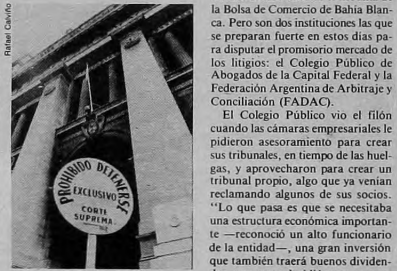 Rafael Calviño
PROHIBIDO DETENERSE
EXCLUSIVO
CORTE
SUPREMA
la Bolsa de Comercio de Bahía Blan-
ca. Pero son dos instituciones las que
se preparan fuerte en estos días pa-
ra disputar el promisorio mercado de
los litigios: el Colegio Público de
Abogados de la Capital Federal y la
Federación Argentina de Arbitraje y
Conciliación (FADAC).
El Colegio Público vio el filón
cuando las cámaras empresariales le
pidieron asesoramiento para crear
sus tribunales, en tiempo de las huel-
gas, y aprovecharon para crear un
tribunal propio, algo que ya venían
reclamando algunos de sus socios.
"Lo que pasa es que se necesitaba
una estructura económica importan-
te —reconoció un alto funcionario
de la entidad—, una gran inversión
que también traerá buenos dividen-